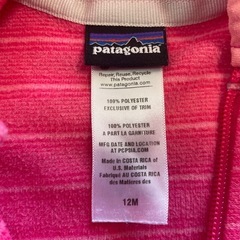 patagonia
Repair, Reuse, Recycle
This Product
www.patagonia.com
100% POLYESTER
EXCLUSIVE OF TRIM
100% POLYESTER
A PART LA GARNITURE
MFG DATE AND LOCATION
AT PCPSIA.COM
Made in COSTA RICA of
U.S. Materials
Fabriqué AU COSTA RICA
des Matières des
12M